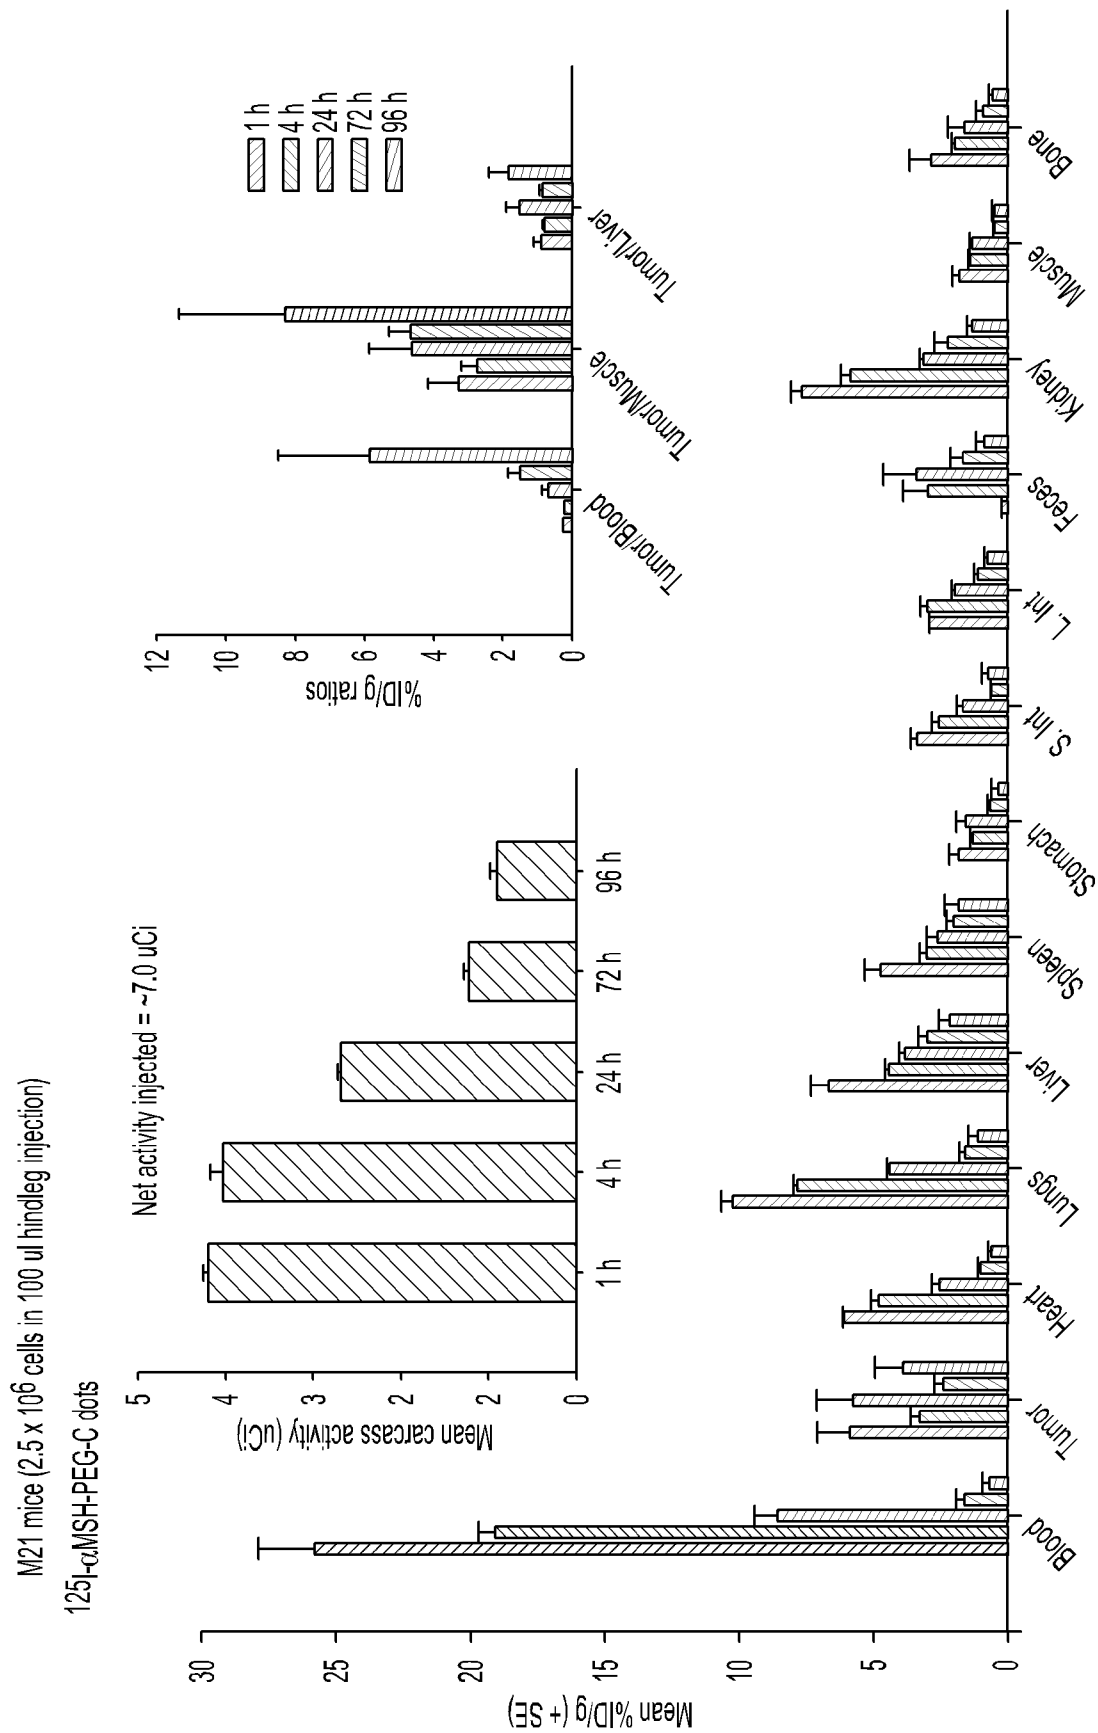 M21 mice (2.5 x 10⁶ cells in 100 ul hindleg injection)
¹²⁵I-αMSH-PEG-C dots
Net activity injected = ~7.0 uCi
Mean carcass activity (uCi)
5
4
3
2
2
0
1 h
4 h
24 h
72 h
96 h
%ID/g ratios
12
10
8
6
4
2
0
Tumor/Blood
Tumor/Muscle
Tumor/Liver
1 h
4 h
24 h
72 h
96 h
Mean %ID/g (+ SE)
30
25
20
15
10
5
0
Blood
Tumor
Heart
Lungs
Liver
Spleen
Stomach
S. Int
L. Int
Feces
Kidney
Muscle
Bone